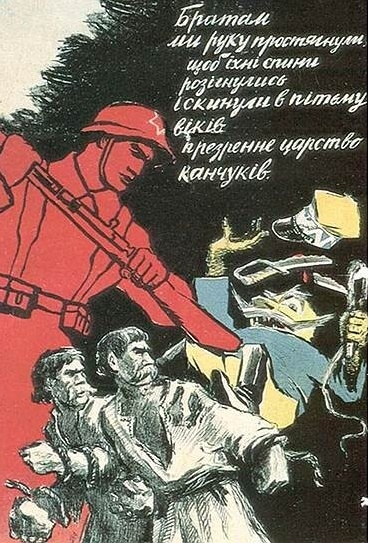 Братам
ми руку простягнули,
щоб їхні спини
розігнулись
і скинули в пітьму
віків
презренне царство
канчуків.